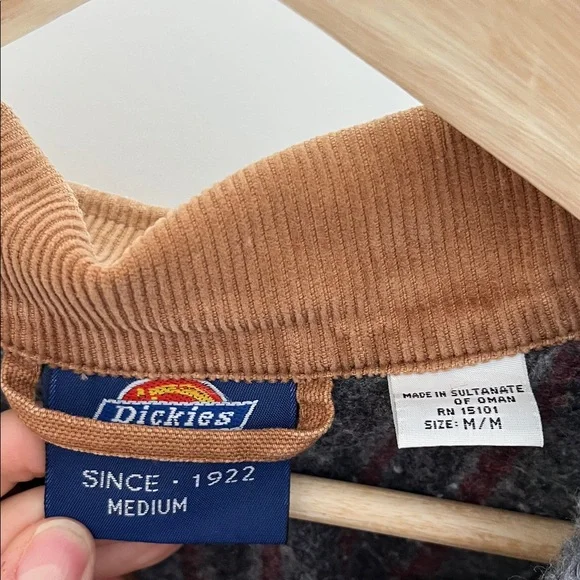 Dickies
SINCE · 1922
MEDIUM
MADE IN SULTANATE
OF OMAN
RN 15101
SIZE: M/M